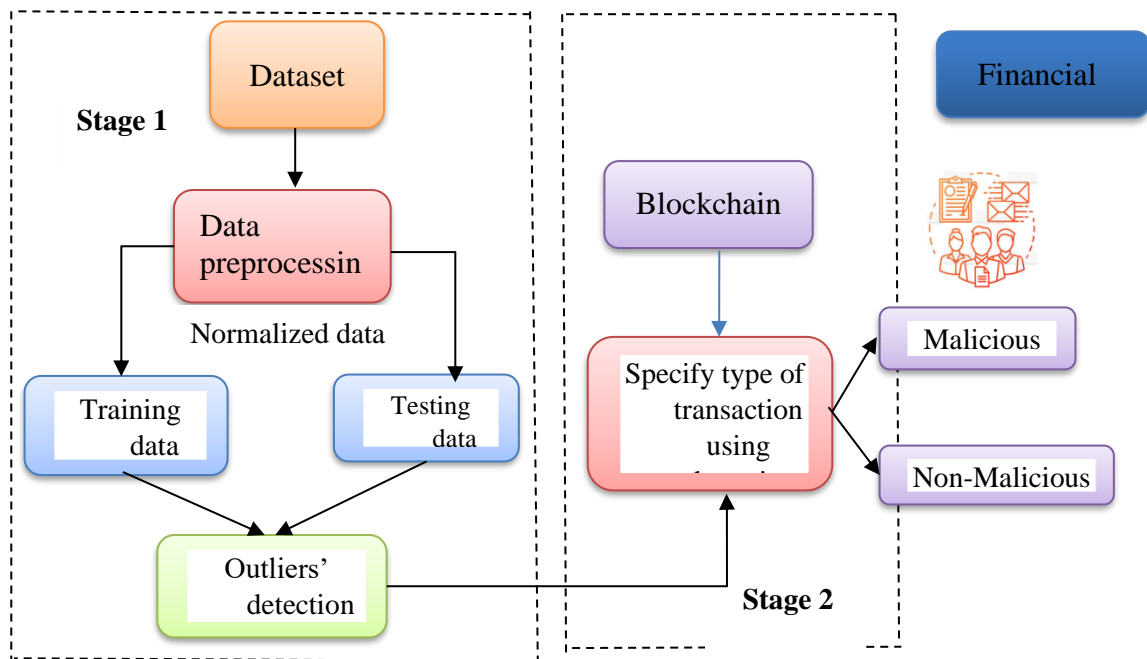 Dataset
Stage 1
Data
preprocessin
Normalized data
Training
data
Testing
data
Outliers’
detection
Blockchain
Specify type of
transaction
using
Stage 2
Financial
Malicious
Non-Malicious